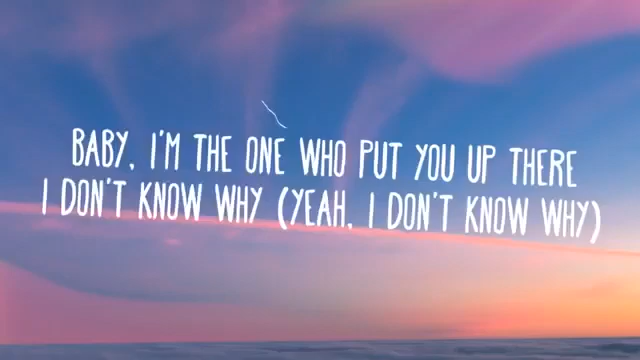 BABY, I'M THE ONE WHO PUT YOU UP THERE
I DON'T KNOW WHY (YEAH, I DON'T KNOW WHY)